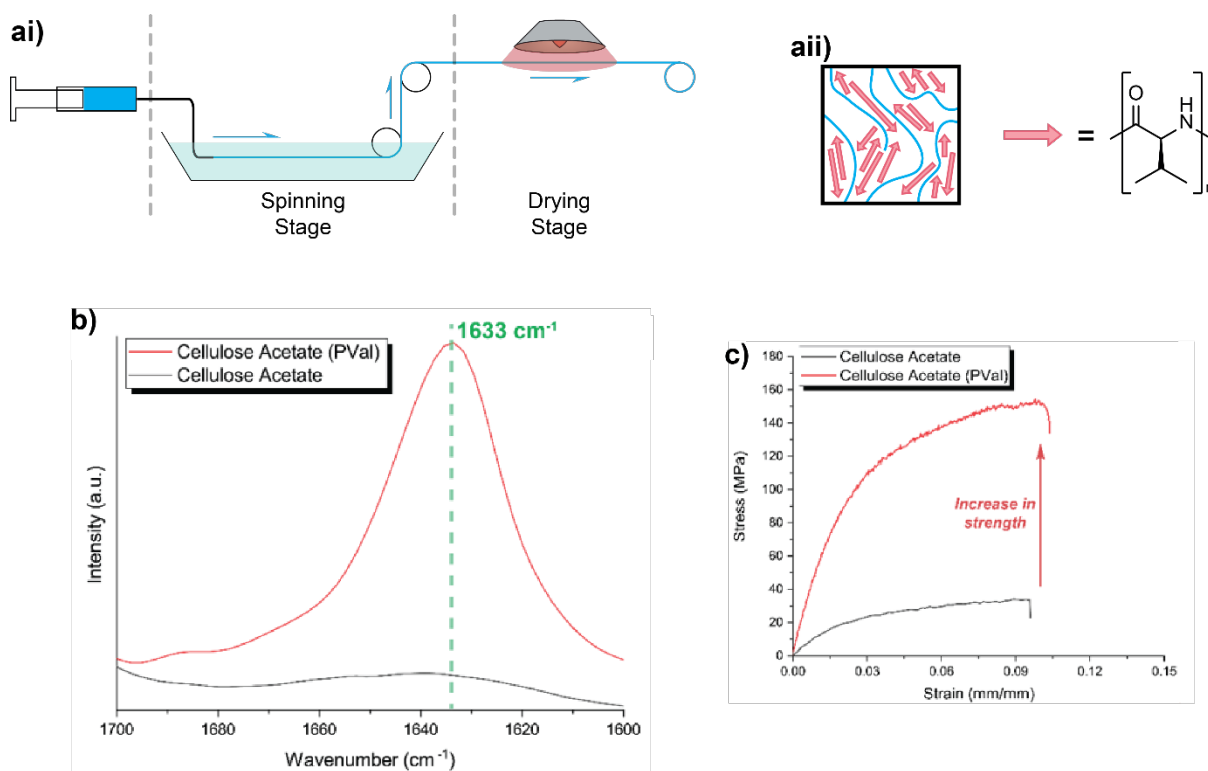 ai)
Spinning
Stage
Drying
Stage
aii)
=
O
H
N
b)
1633 cm⁻¹
Cellulose Acetate (PVal)
Cellulose Acetate
Intensity (a.u.)
1700 1680 1660 1640 1620 1600
Wavenumber (cm⁻¹)
c)
180
160
140
120
100
80
60
40
20
0
Cellulose Acetate
Cellulose Acetate (PVal)
Increase in
strength
Stress (MPa)
0.00 0.03 0.06 0.09 0.12 0.15
Strain (mm/mm)